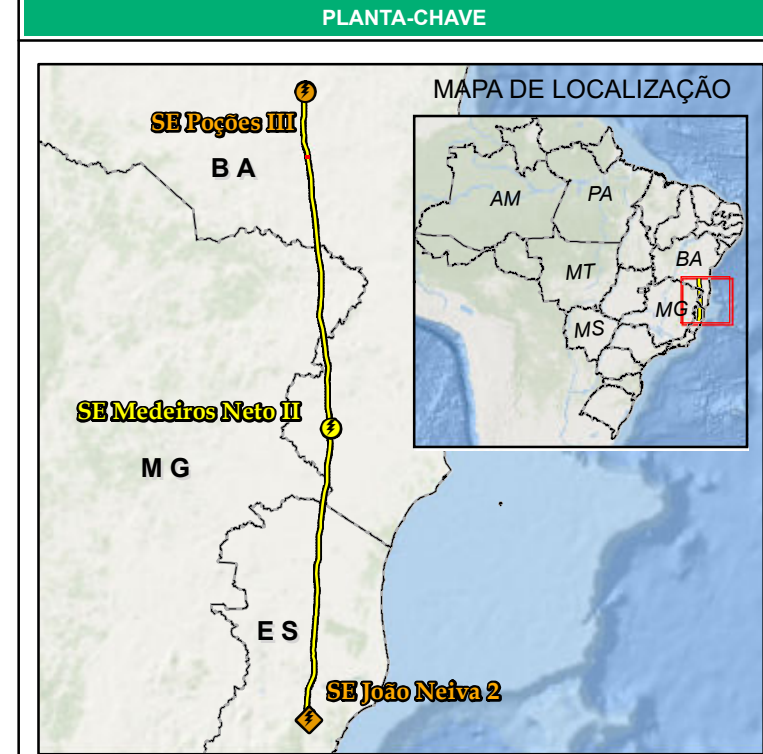 PLANTA-CHAVE
MAPA DE LOCALIZAÇÃO
SE Poções III
B A
AM
PA
BA
MT
MG
MS
SE Medeiros Neto II
M G
E S
SE João Neiva 2